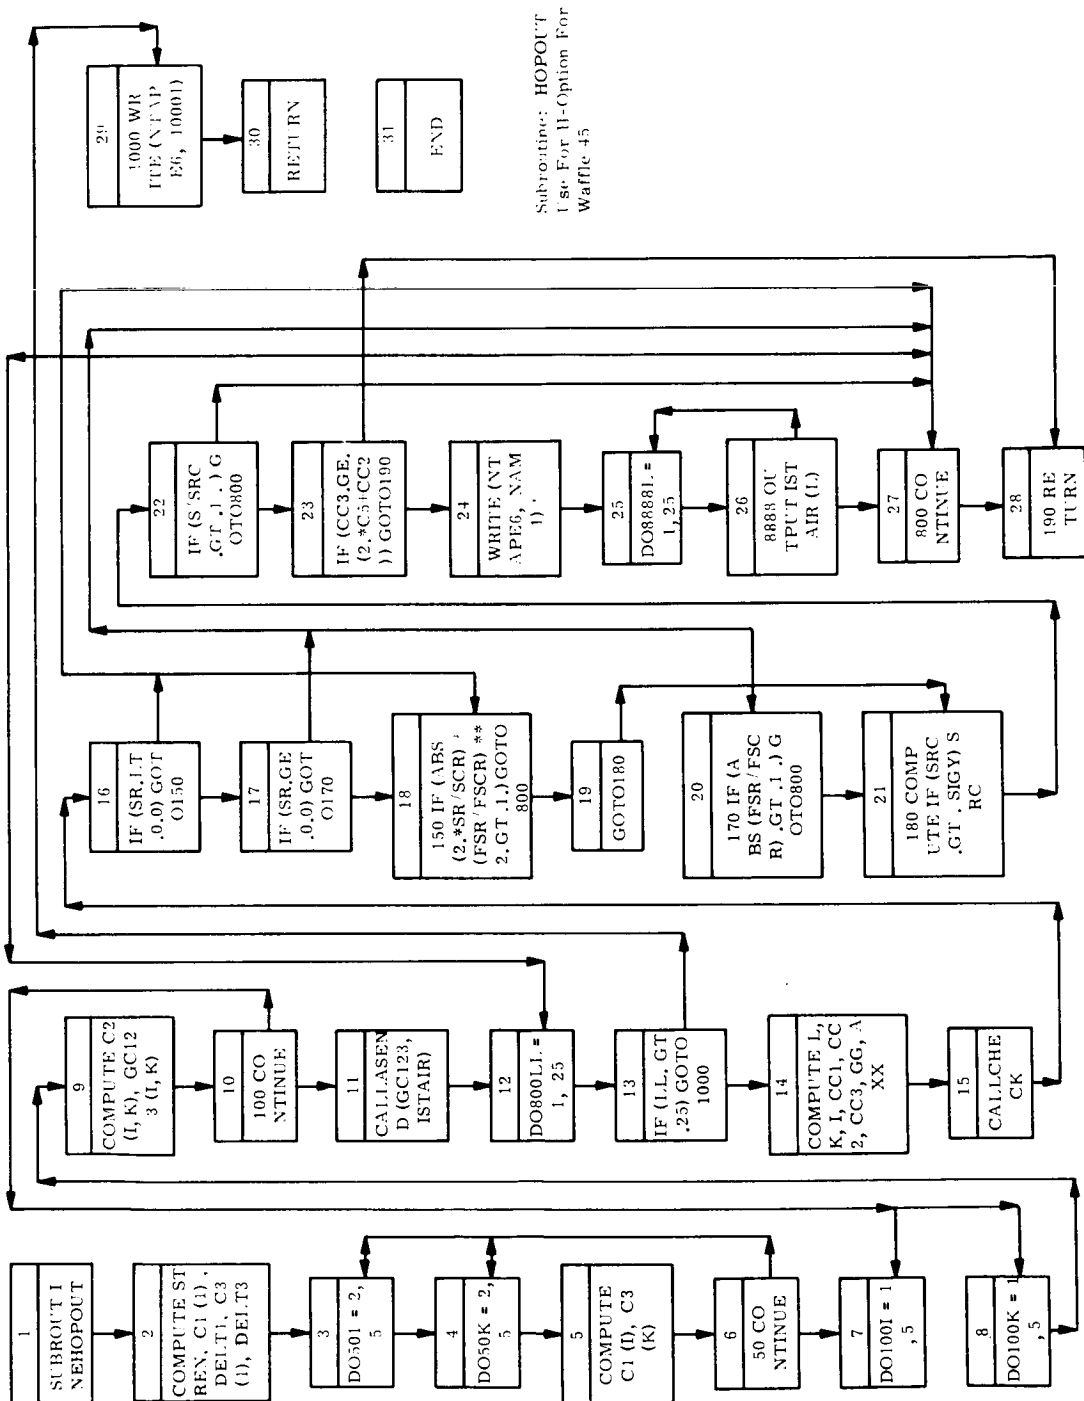 1
SUBROUT I
NEHOPOUT
2
COMPUTE ST
REN, C1 (1),
DELT1, C3
(1), DELT3
3
DO50I = 2,
5
4
DO50K = 2,
5
5
COMPUTE
C1 (I), C3
(K)
6
50 CO
NTINUE
7
DO100I = 1
, 5
8
DO100K = 1
, 5
9
COMPUTE C2
(I, K), GC12
3 (I, K)
10
100 CO
NTINUE
11
CALLASEN
D (GC123,
ISTAIR)
12
DO800LL =
1, 25
13
IF (LL. GT
.25) GOTO
1000
14
COMPUTE L,
K, I, CC1, CC
2, CC3, GG, A
XX
15
CALLCHE
CK
16
IF (SR.LT
.0.0) GOT
O150
17
IF (SR.GE
.0.0) GOT
O170
18
150 IF (ABS
(2.*SR/SCR) +
(FSR/FSCR) **
2.GT.1.) GOTO
800
19
GOTO180
20
170 IF (A
BS (FSR/FSC
R) .GT .1 .) G
OTO800
21
180 COMP
UTE IF (SRC
.GT . SIGY) S
RC
22
IF (S/SRC
.GT .1 .) G
OTO800
23
IF (CC3.GE.
(2.*C5+CC2
)) GOTO190
24
WRITE (NT
APE6, NAM
1)
25
DO8888L =
1, 25
26
8888 OU
TPUT IST
AIR (L)
27
800 CO
NTINUE
28
190 RE
TURN
29
1000 WR
ITE (NTAP
E6, 10001)
30
RETURN
31
END
Subroutine: HOPOUT
Use For H-Option For
Waffle 45